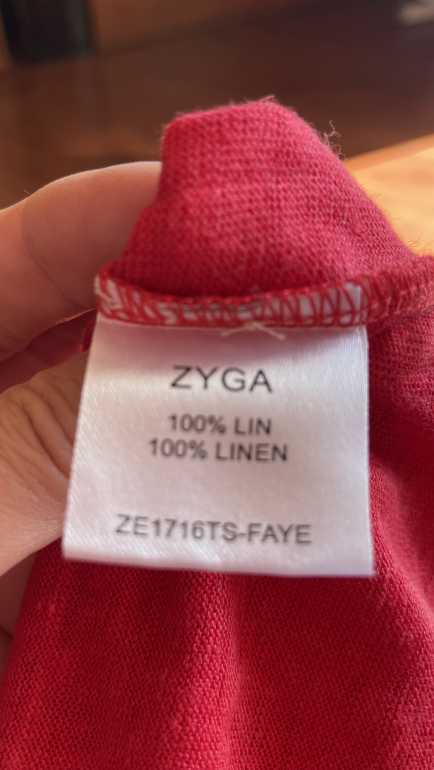 ZYGA
100% LIN
100% LINEN
ZE1716TS-FAYE